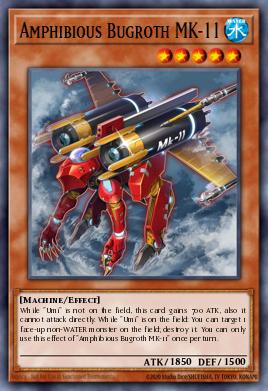 AMPHIBIOUS BUGROTH MK-11
WATER
水
Mk-11
[MACHINE/EFFECT]
While "Umi" is not on the field, this card gains 700 ATK, also it
cannot attack directly. While "Umi" is on the field: You can target 1
face-up non-WATER monster on the field; destroy it. You can only
use this effect of "Amphibious Bugroth MK-11" once per turn.
ATK/1850 DEF/1500
©2020 Studio Dice/SHUEISHA, TV TOKYO, KONAMI